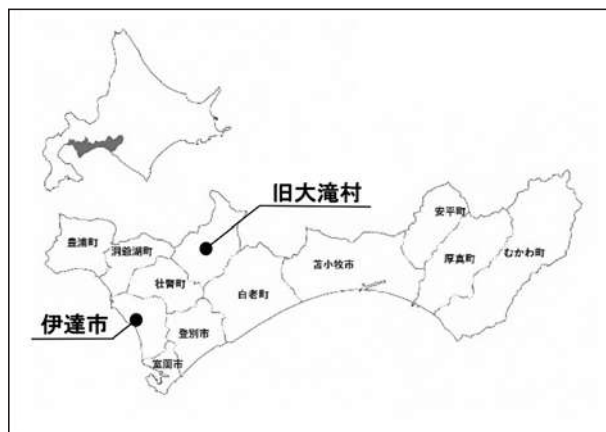 旧大滝村
安平町
豊浦町
洞爺湖町
むかわ町
厚真町
苫小牧市
壮瞥町
白老町
伊達市
登別市
室蘭市